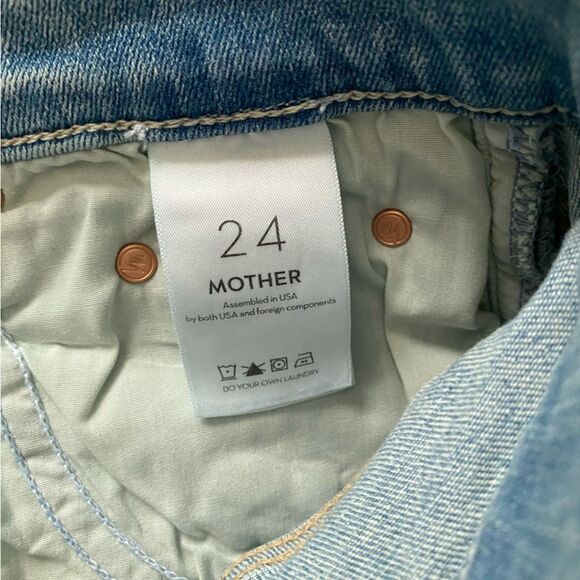 24
MOTHER
Assembled in USA
by both USA and foreign components
DO YOUR OWN LAUNDRY